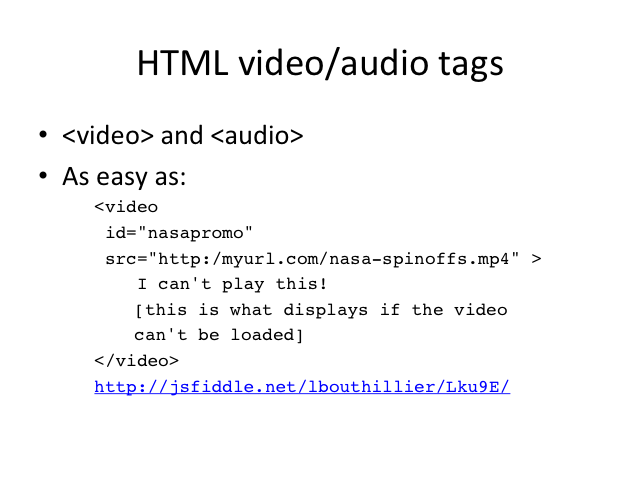 HTML video/audio tags
• <video> and <audio>
• As easy as:
<video
id="nasapromo"
src="http:/myurl.com/nasa-spinoffs.mp4" >
I can't play this!
[this is what displays if the video
can't be loaded]
</video>
http://jsfiddle.net/lbouthillier/Lku9E/